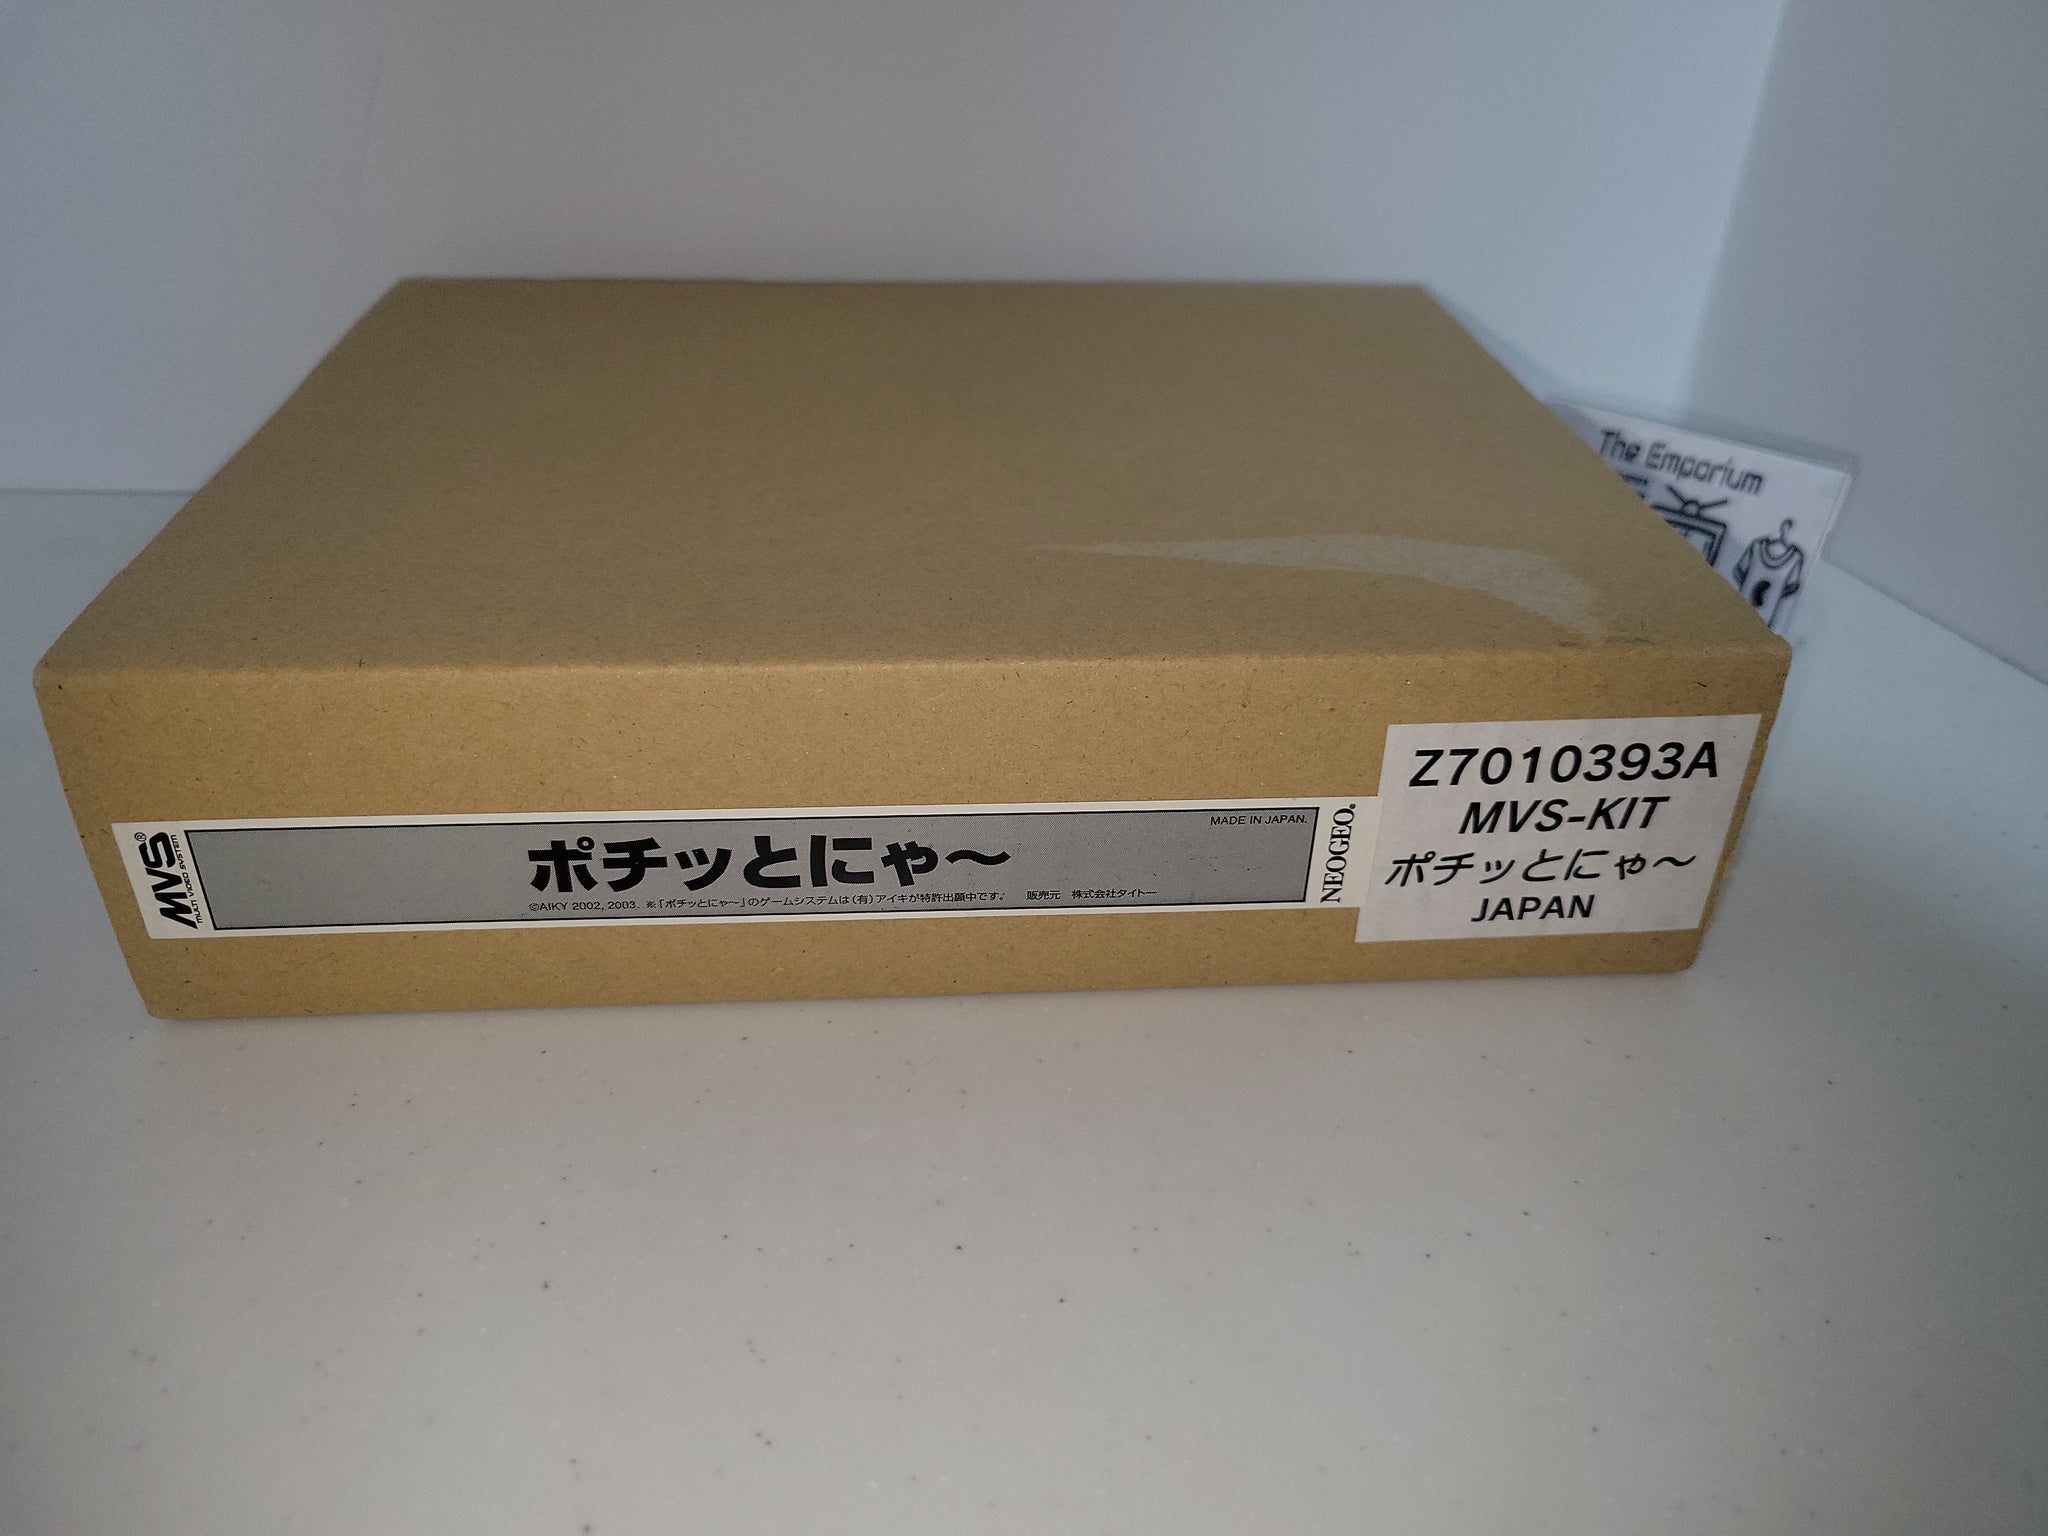 The Emporium
Z7010393A
MVS-KIT
ポチッとにゃ～
JAPAN
MVS®
MULTI VIDEO SYSTEM
MADE IN JAPAN.
ポチッとにゃ～
©AIKY 2002, 2003. ※「ポチッとにゃ～」のゲームシステムは(有)アイキが特許出願中です。 販売元 株式会社タイトー
NEOGEO®